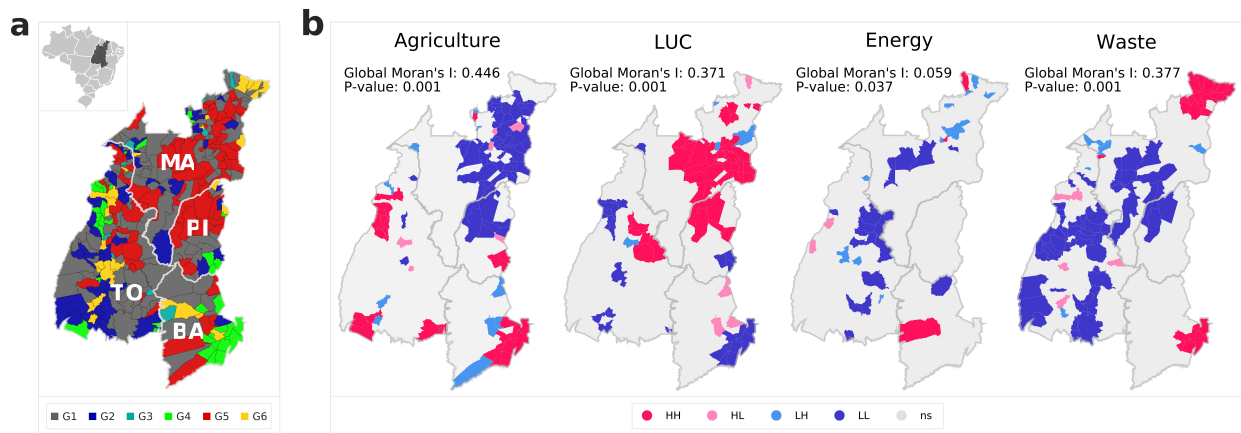 a
MA
PI
TO
BA
G1 G2 G3 G4 G5 G6
b
Agriculture
Global Moran's I: 0.446
P-value: 0.001
LUC
Global Moran's I: 0.371
P-value: 0.001
Energy
Global Moran's I: 0.059
P-value: 0.037
Waste
Global Moran's I: 0.377
P-value: 0.001
HH HL LH LL ns